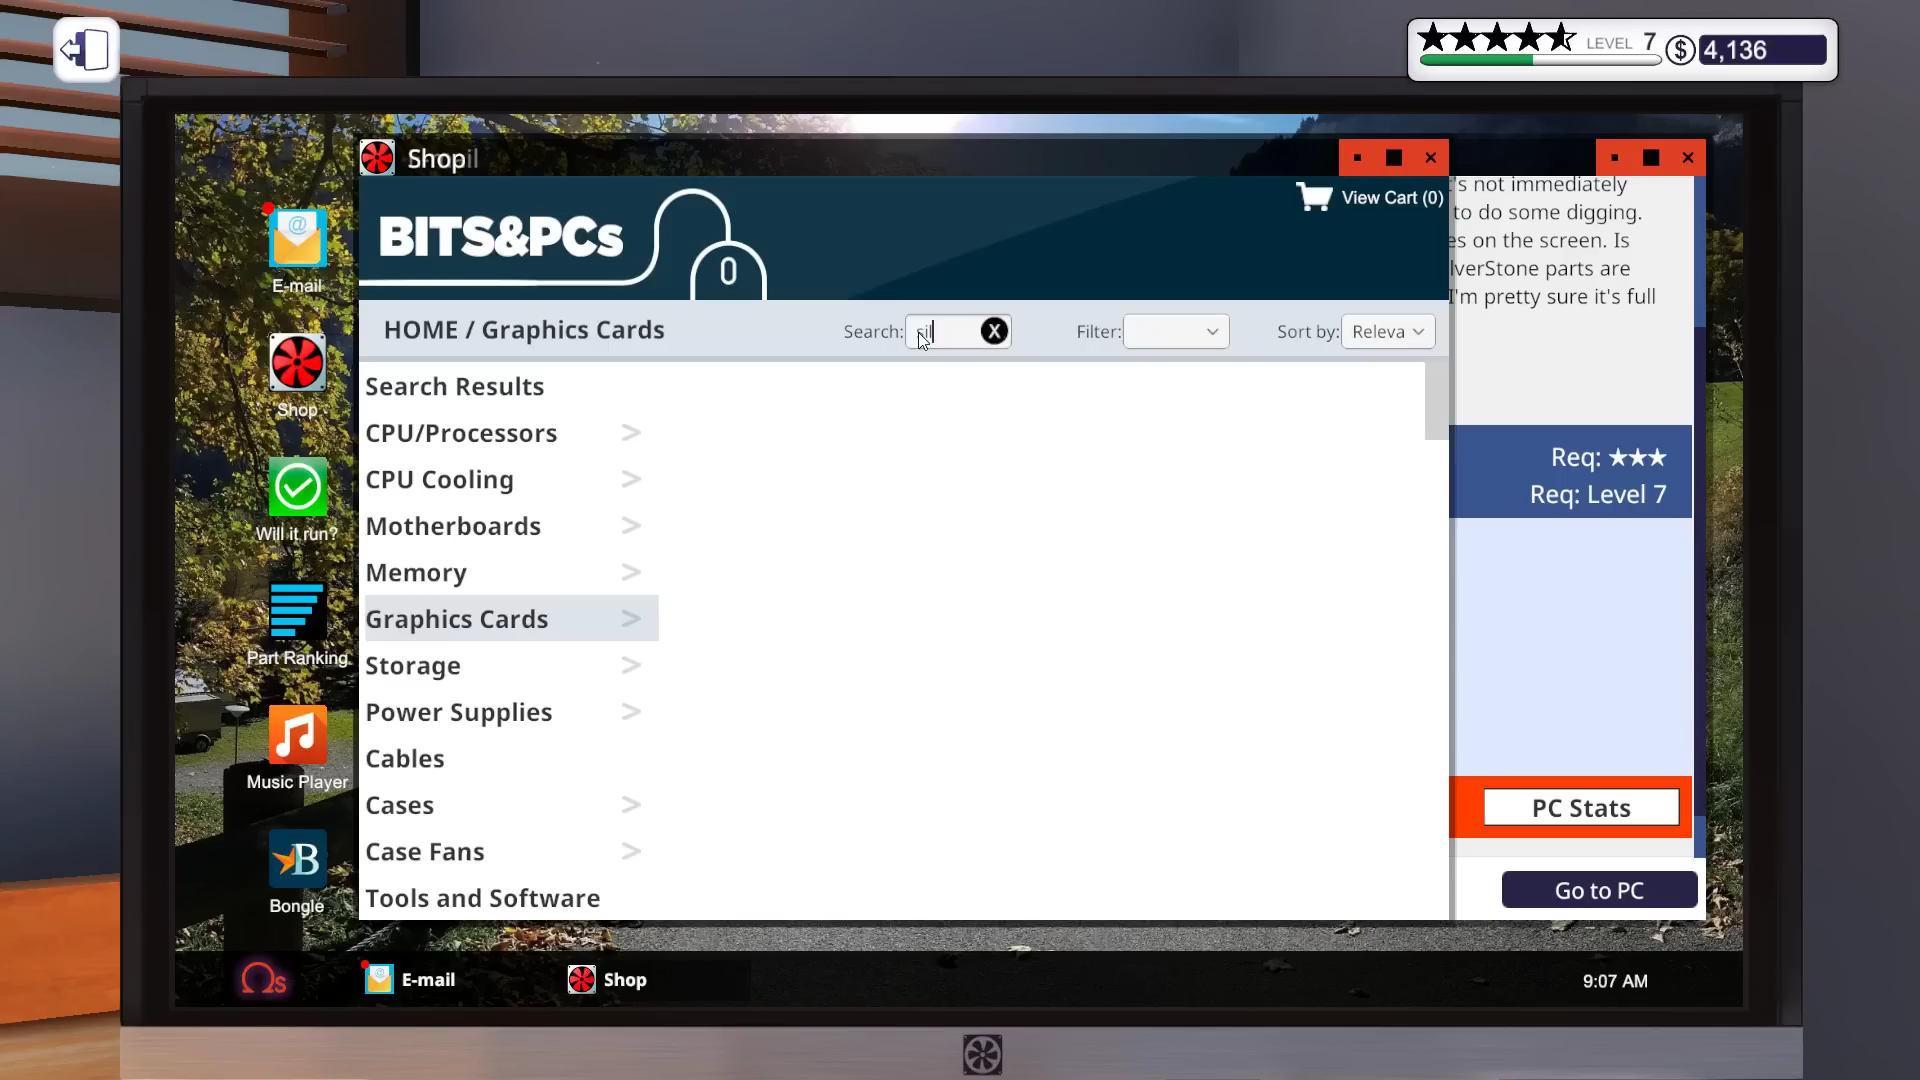 LEVEL 7
$ 4,136
Shop
's not immediately
to do some digging.
es on the screen. Is
lverStone parts are
I'm pretty sure it's full
BITS&PCs
View Cart (0)
HOME / Graphics Cards
Search: sil X
Filter:
Sort by: Releva
Search Results
CPU/Processors >
CPU Cooling >
Motherboards >
Memory >
Graphics Cards >
Storage >
Power Supplies >
Cables
Cases >
Case Fans >
Tools and Software
Req: ★★★
Req: Level 7
PC Stats
Go to PC
E-mail
Shop
Will it run?
Part Ranking
Music Player
B
Bongle
Ωs
E-mail
Shop
9:07 AM